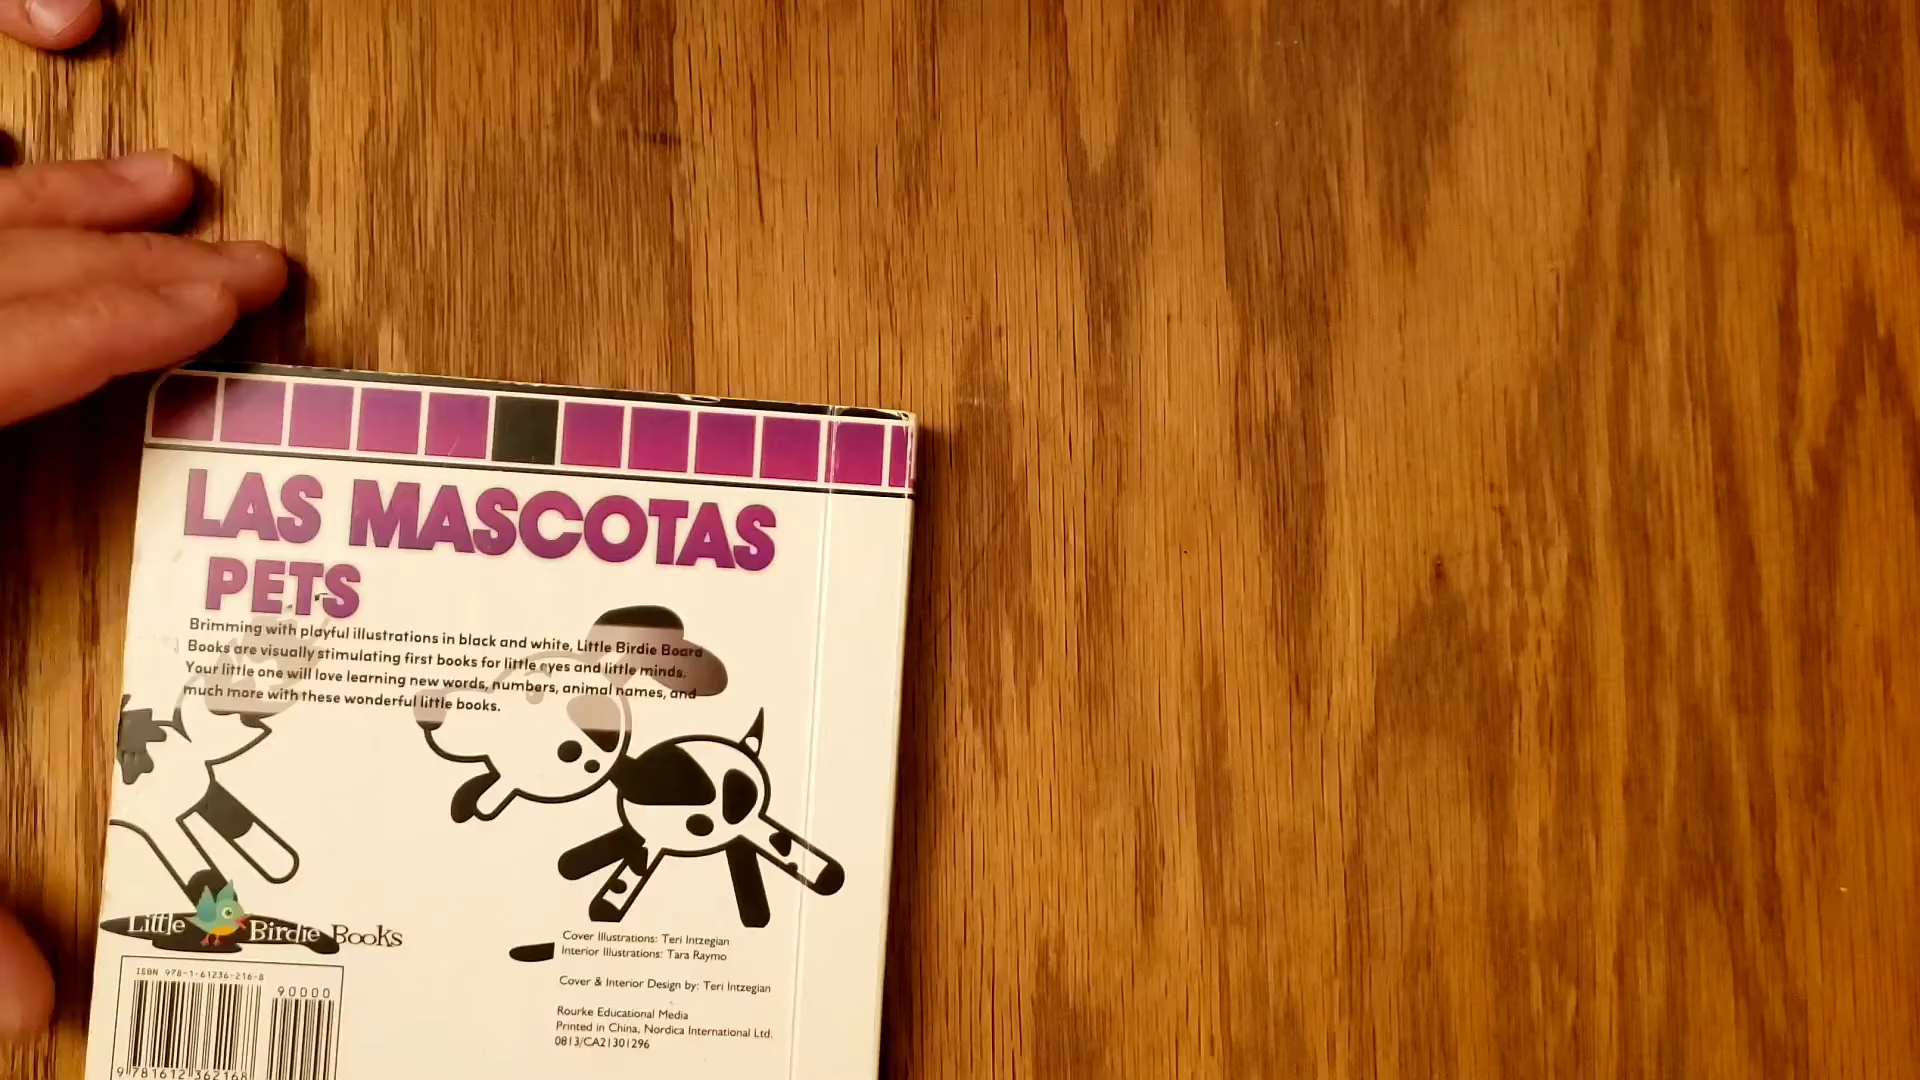 LAS MASCOTAS
PETS
Brimming with playful illustrations in black and white, Little Birdie Board
Books are visually stimulating first books for little eyes and little minds.
Your little one will love learning new words, numbers, animal names, and
much more with these wonderful little books.
Little Birdie Books
ISBN 978-1-61236-216-8
90000
9 781612 362168
Cover Illustrations: Teri Intzegian
Interior Illustrations: Tara Raymo
Cover & Interior Design by: Teri Intzegian
Rourke Educational Media
Printed in China, Nordica International Ltd.
0813/CA21301296